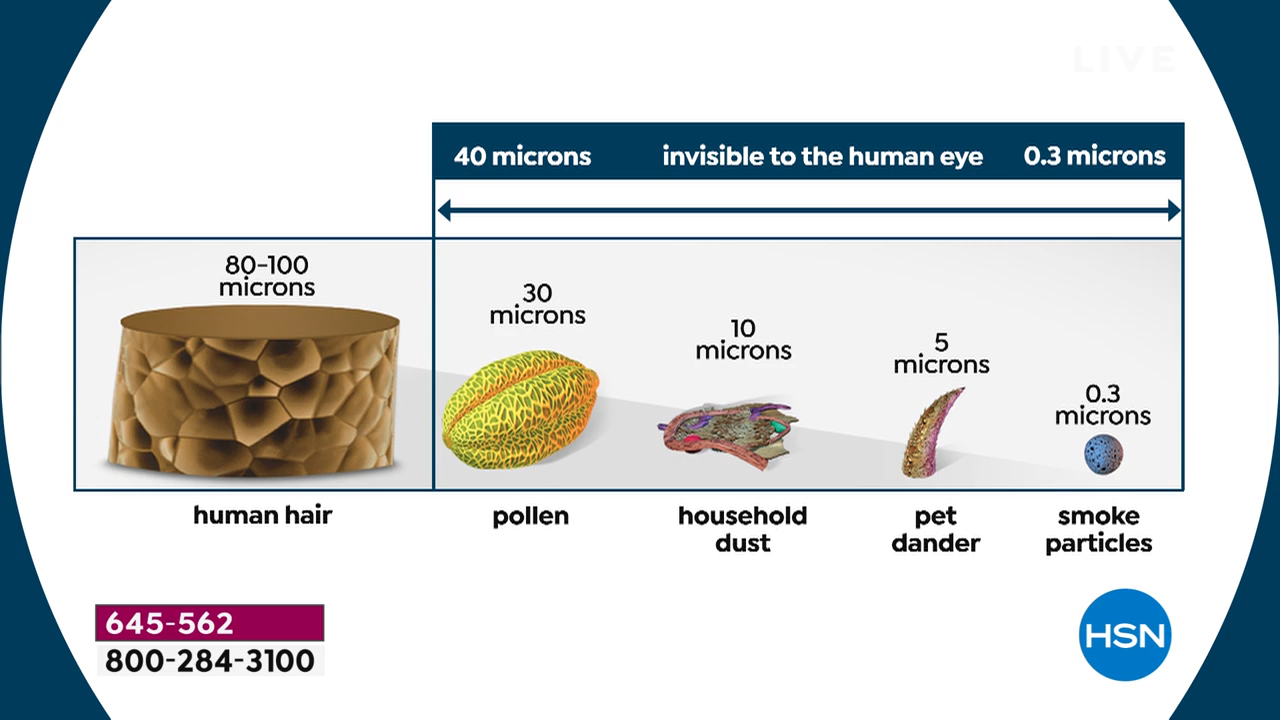 LIVE
40 microns invisible to the human eye 0.3 microns
80-100
microns
30
microns
10
microns
5
microns
0.3
microns
human hair
pollen
household
dust
pet
dander
smoke
particles
645-562
800-284-3100
HSN